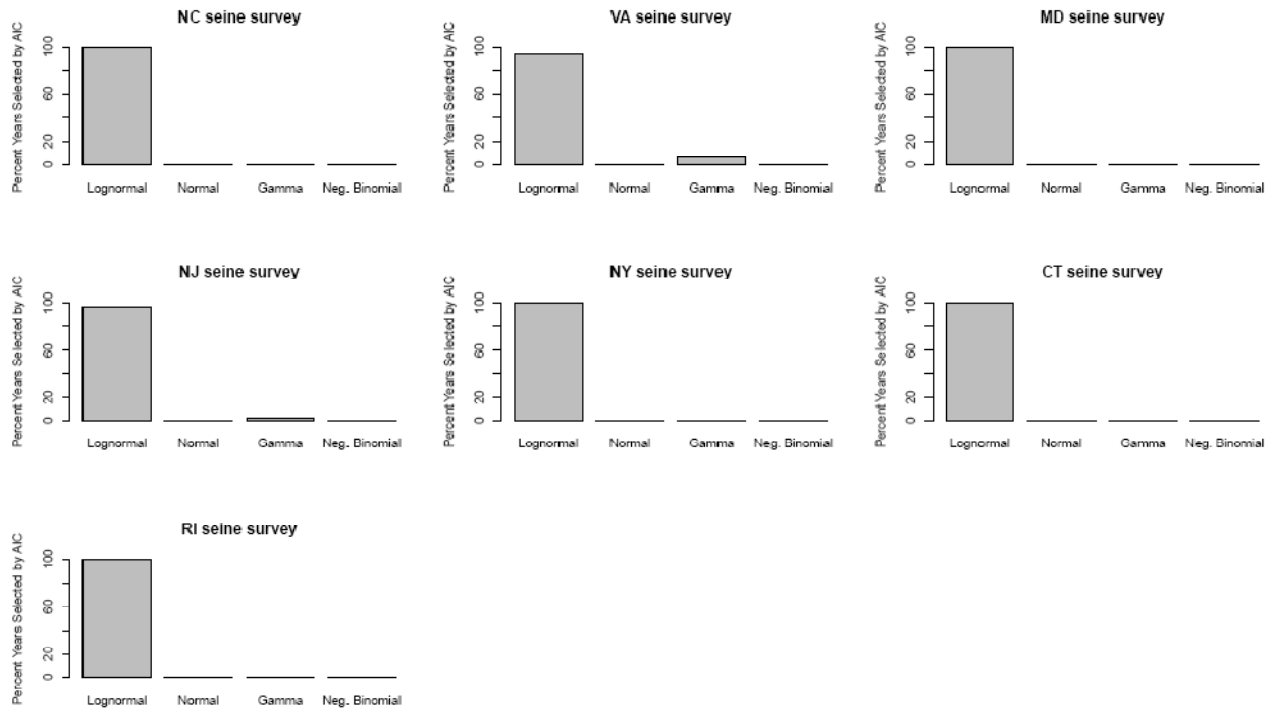 NC seine survey
Percent Years Selected by AIC
100
60
20
0
Lognormal Normal Gamma Neg. Binomial
VA seine survey
Percent Years Selected by AIC
100
60
20
0
Lognormal Normal Gamma Neg. Binomial
MD seine survey
Percent Years Selected by AIC
100
60
20
0
Lognormal Normal Gamma Neg. Binomial
NJ seine survey
Percent Years Selected by AIC
100
60
20
0
Lognormal Normal Gamma Neg. Binomial
NY seine survey
Percent Years Selected by AIC
100
60
20
0
Lognormal Normal Gamma Neg. Binomial
CT seine survey
Percent Years Selected by AIC
100
60
20
0
Lognormal Normal Gamma Neg. Binomial
RI seine survey
Percent Years Selected by AIC
100
60
20
0
Lognormal Normal Gamma Neg. Binomial